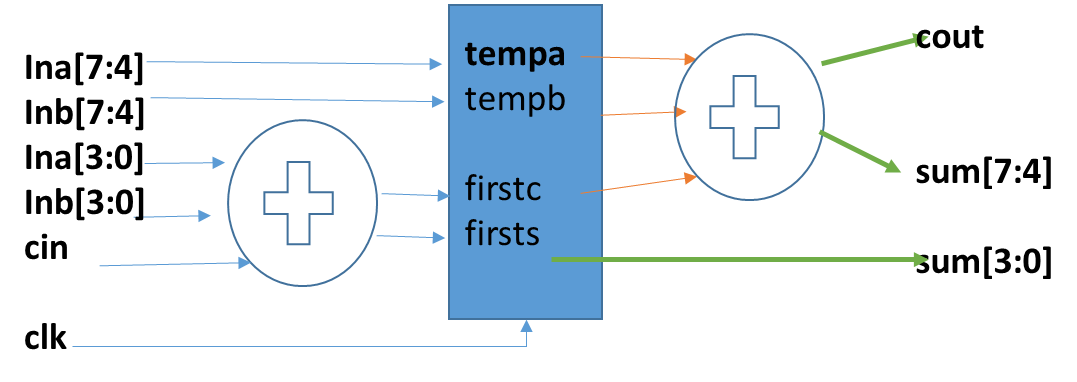 Ina[7:4]
Inb[7:4]
Ina[3:0]
Inb[3:0]
cin
clk
tempa
tempb
firstc
firsts
cout
sum[7:4]
sum[3:0]